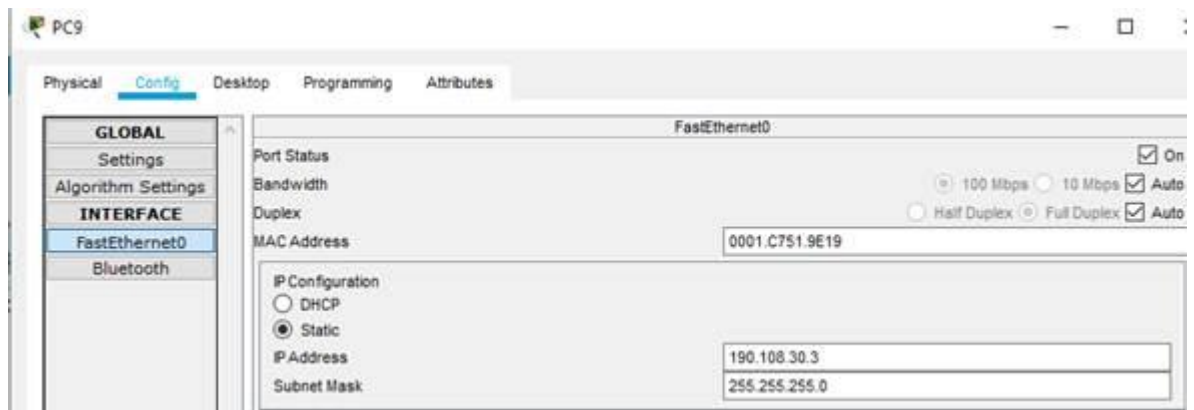 PC9
Physical Config Desktop Programming Attributes
GLOBAL
Settings
Algorithm Settings
INTERFACE
FastEthernet0
Bluetooth
FastEthernet0
Port Status On
Bandwidth 100 Mbps 10 Mbps Auto
Duplex Half Duplex Full Duplex Auto
MAC Address 0001.C751.9E19
IP Configuration
DHCP
Static
IP Address 190.108.30.3
Subnet Mask 255.255.255.0